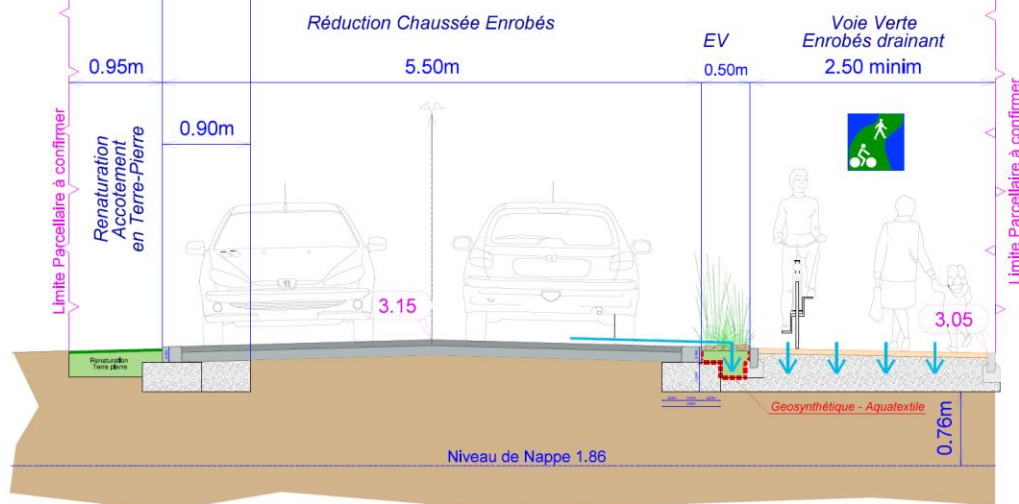 Réduction Chaussée Enrobés
EV
Voie Verte
Enrobés drainant
0.95m
5.50m
0.50m
2.50 minim
0.90m
Limite Parcellaire à confirmer
Renaturation
Accotement
en Terre-Pierre
Limite Parcellaire à confirmer
3.15
3.05
Renaturation
Terre pierre
Geosynthétique - Aquatextile
0.76m
Niveau de Nappe 1.86